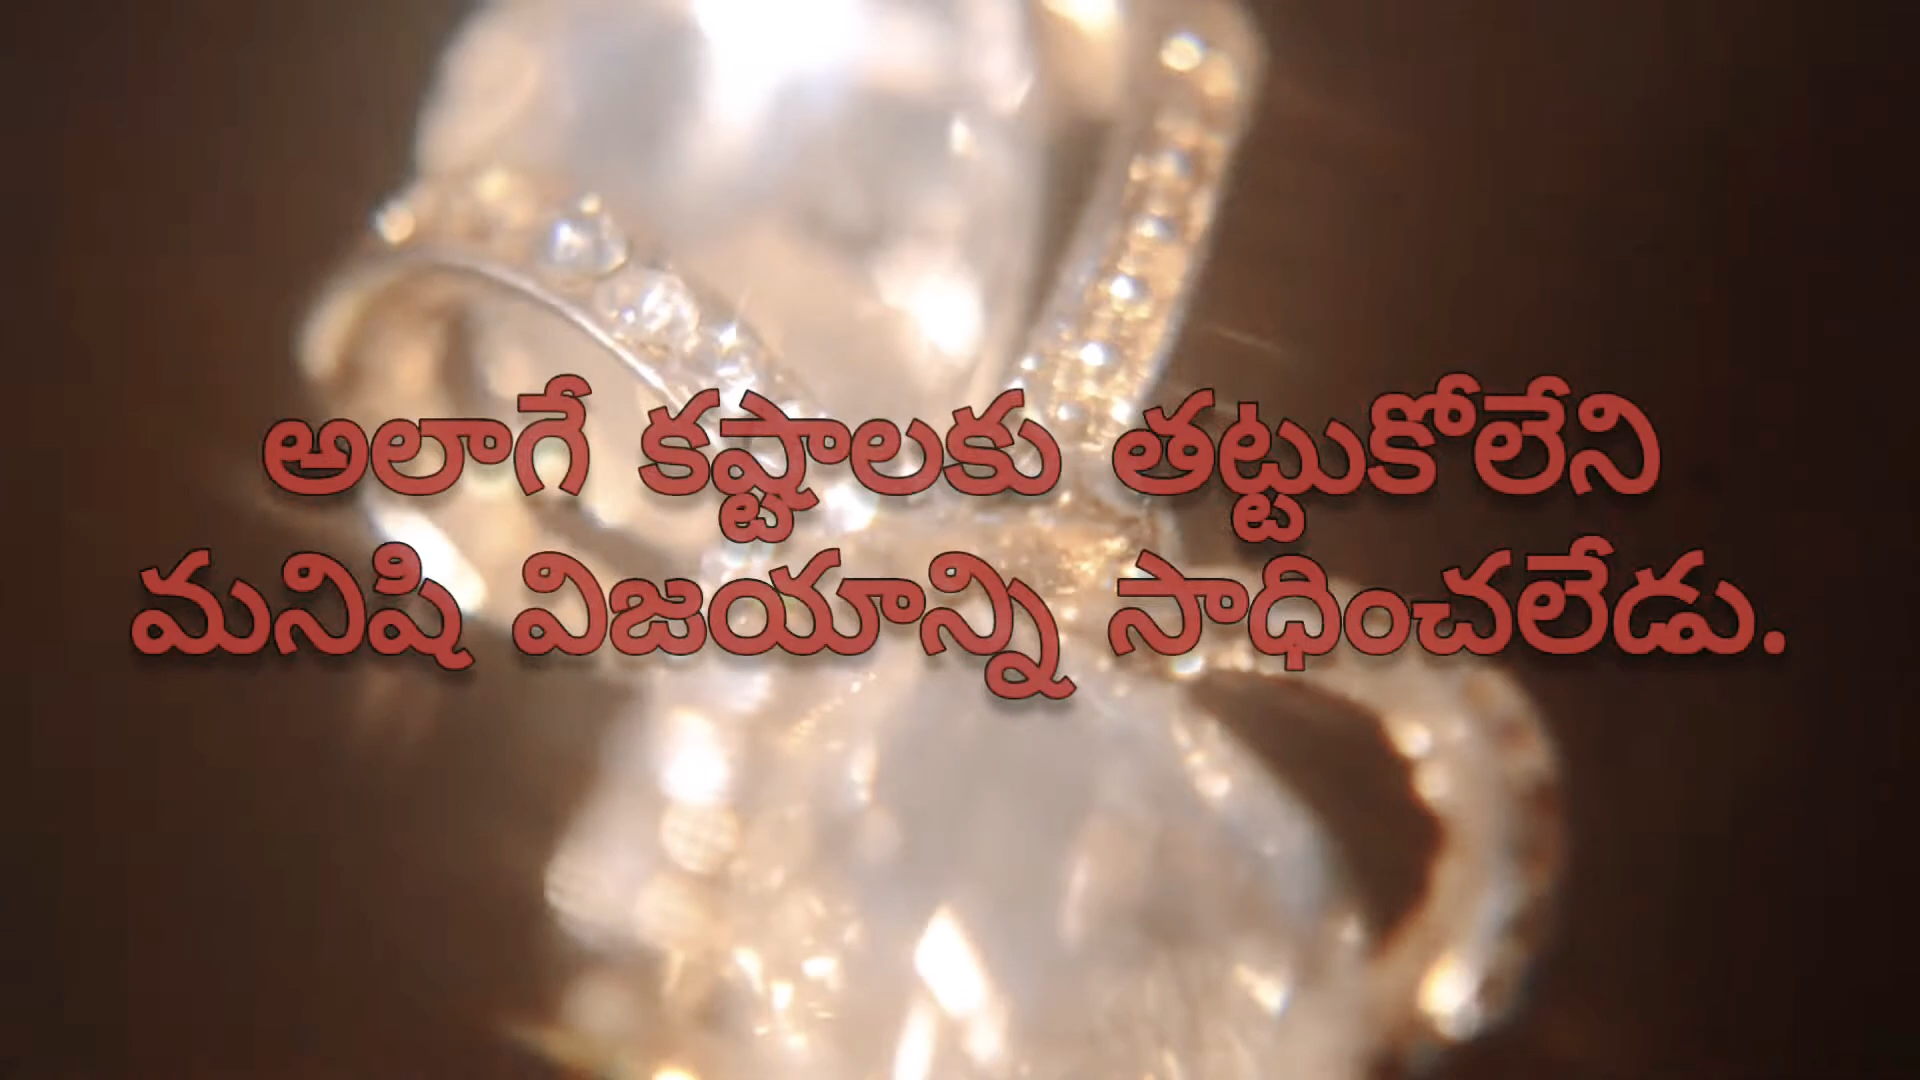 అలాగే కష్టాలకు తట్టుకోలేని
మనిషి విజయాన్ని సాధించలేడు.